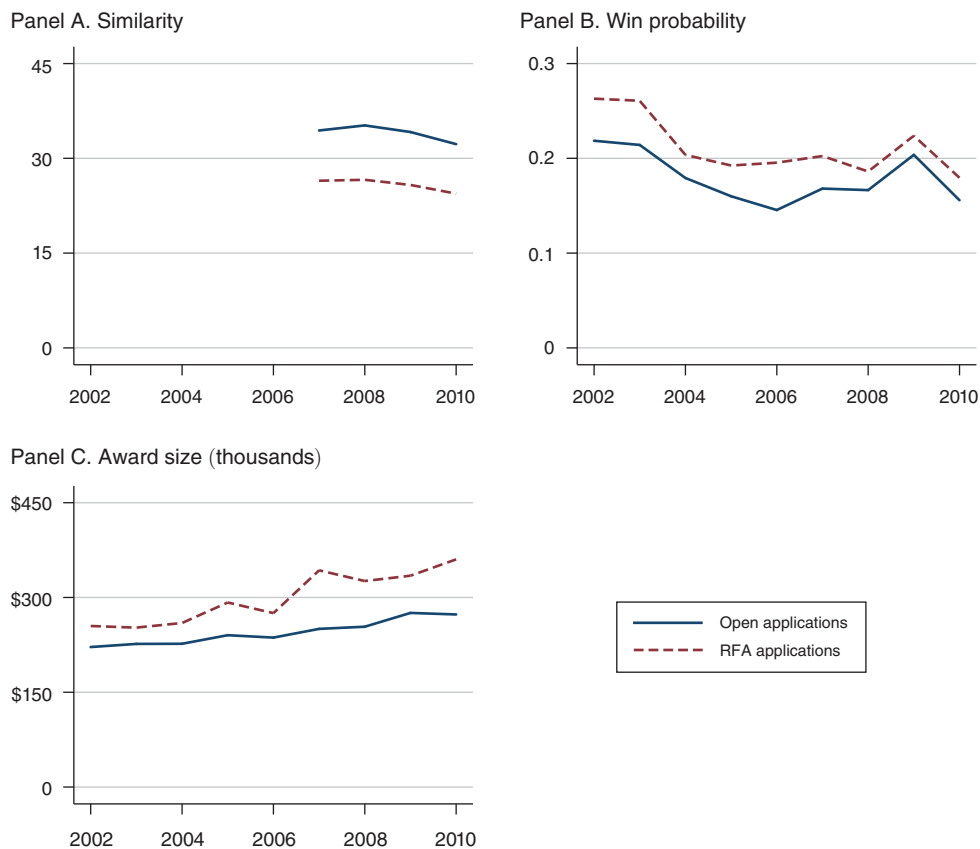 Panel A. Similarity
45
30
15
0
2002 2004 2006 2008 2010
Panel B. Win probability
0.3
0.2
0.1
0
2002 2004 2006 2008 2010
Panel C. Award size (thousands)
$450
$300
$150
0
2002 2004 2006 2008 2010
Open applications
RFA applications